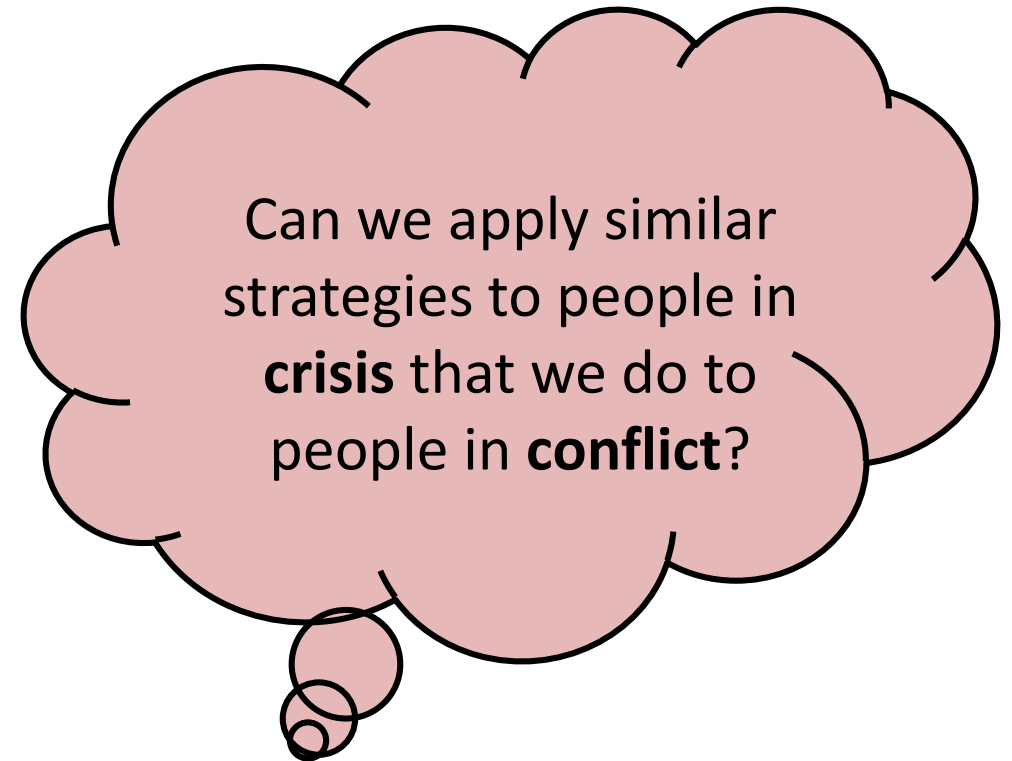 Can we apply similar
strategies to people in
crisis that we do to
people in conflict?